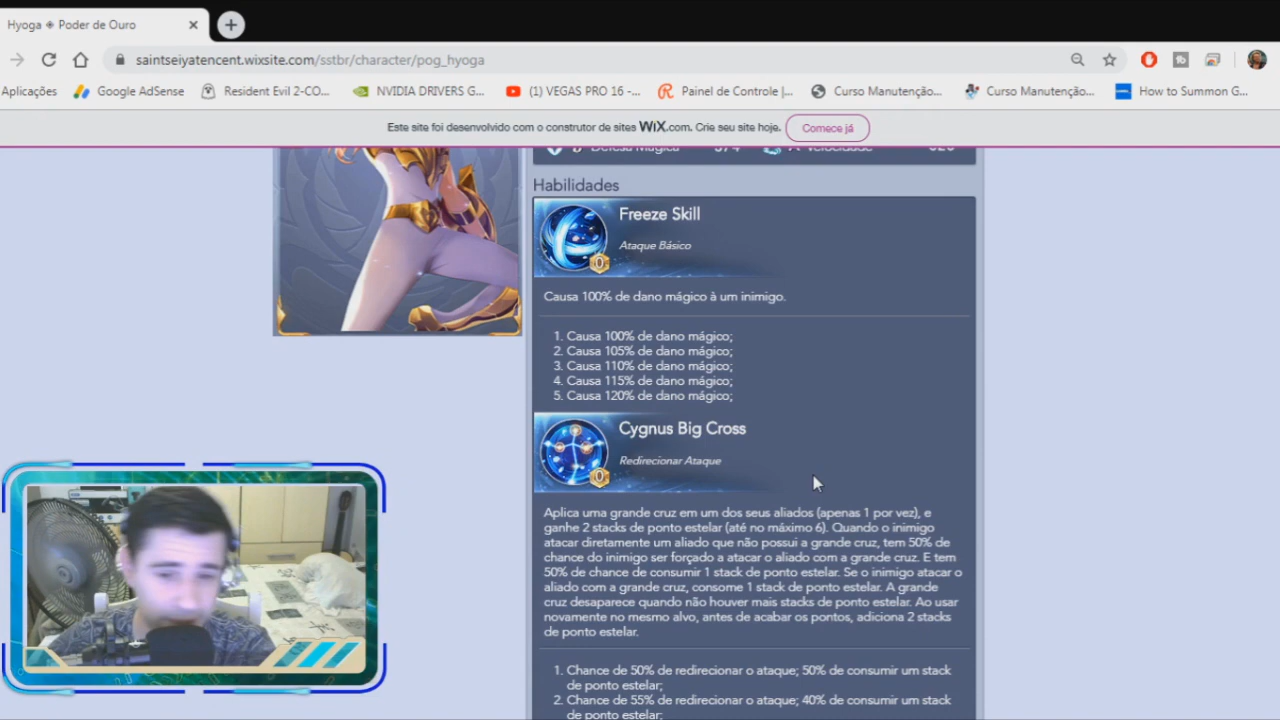 Hyoga ◈ Poder de Ouro
saintseiyatencent.wixsite.com/sstbr/character/pog_hyoga
Aplicações Google AdSense Resident Evil 2-CO... NVIDIA DRIVERS G... (1) VEGAS PRO 16 -... Painel de Controle |... Curso Manutenção... Curso Manutenção... How to Summon G...
Este site foi desenvolvido com o construtor de sites WiX.com. Crie seu site hoje. Comece já
Defesa Mágica 374 Velocidade
Habilidades
Freeze Skill
Ataque Básico
0
Causa 100% de dano mágico à um inimigo.
1. Causa 100% de dano mágico;
2. Causa 105% de dano mágico;
3. Causa 110% de dano mágico;
4. Causa 115% de dano mágico;
5. Causa 120% de dano mágico;
Cygnus Big Cross
Redirecionar Ataque
0
Aplica uma grande cruz em um dos seus aliados (apenas 1 por vez), e
ganhe 2 stacks de ponto estelar (até no máximo 6). Quando o inimigo
atacar diretamente um aliado que não possui a grande cruz, tem 50% de
chance do inimigo ser forçado a atacar o aliado com a grande cruz. E tem
50% de chance de consumir 1 stack de ponto estelar. Se o inimigo atacar o
aliado com a grande cruz, consome 1 stack de ponto estelar. A grande
cruz desaparece quando não houver mais stacks de ponto estelar. Ao usar
novamente no mesmo alvo, antes de acabar os pontos, adiciona 2 stacks
de ponto estelar.
1. Chance de 50% de redirecionar o ataque; 50% de consumir um stack
de ponto estelar;
2. Chance de 55% de redirecionar o ataque; 40% de consumir um stack
de ponto estelar;